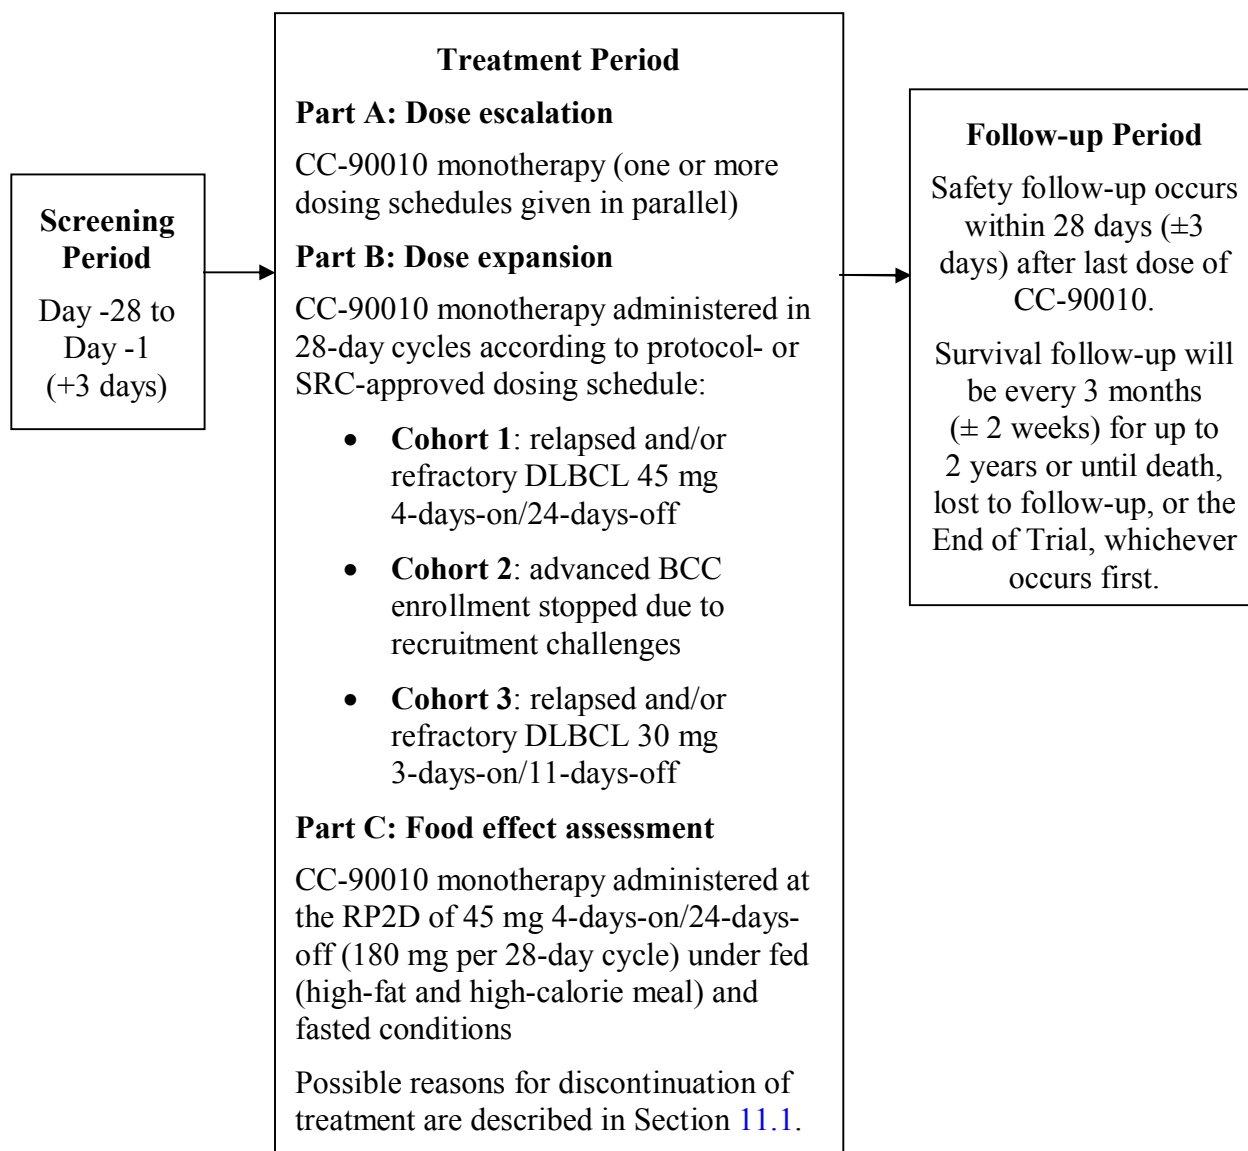 Screening
Period
Day -28 to
Day -1
(+3 days)
Treatment Period
Part A: Dose escalation
CC-90010 monotherapy (one or more
dosing schedules given in parallel)
Part B: Dose expansion
CC-90010 monotherapy administered in
28-day cycles according to protocol- or
SRC-approved dosing schedule:
• Cohort 1: relapsed and/or
refractory DLBCL 45 mg
4-days-on/24-days-off
• Cohort 2: advanced BCC
enrollment stopped due to
recruitment challenges
• Cohort 3: relapsed and/or
refractory DLBCL 30 mg
3-days-on/11-days-off
Part C: Food effect assessment
CC-90010 monotherapy administered at
the RP2D of 45 mg 4-days-on/24-days-
off (180 mg per 28-day cycle) under fed
(high-fat and high-calorie meal) and
fasted conditions
Possible reasons for discontinuation of
treatment are described in Section 11.1.
Follow-up Period
Safety follow-up occurs
within 28 days (±3
days) after last dose of
CC-90010.
Survival follow-up will
be every 3 months
(± 2 weeks) for up to
2 years or until death,
lost to follow-up, or the
End of Trial, whichever
occurs first.